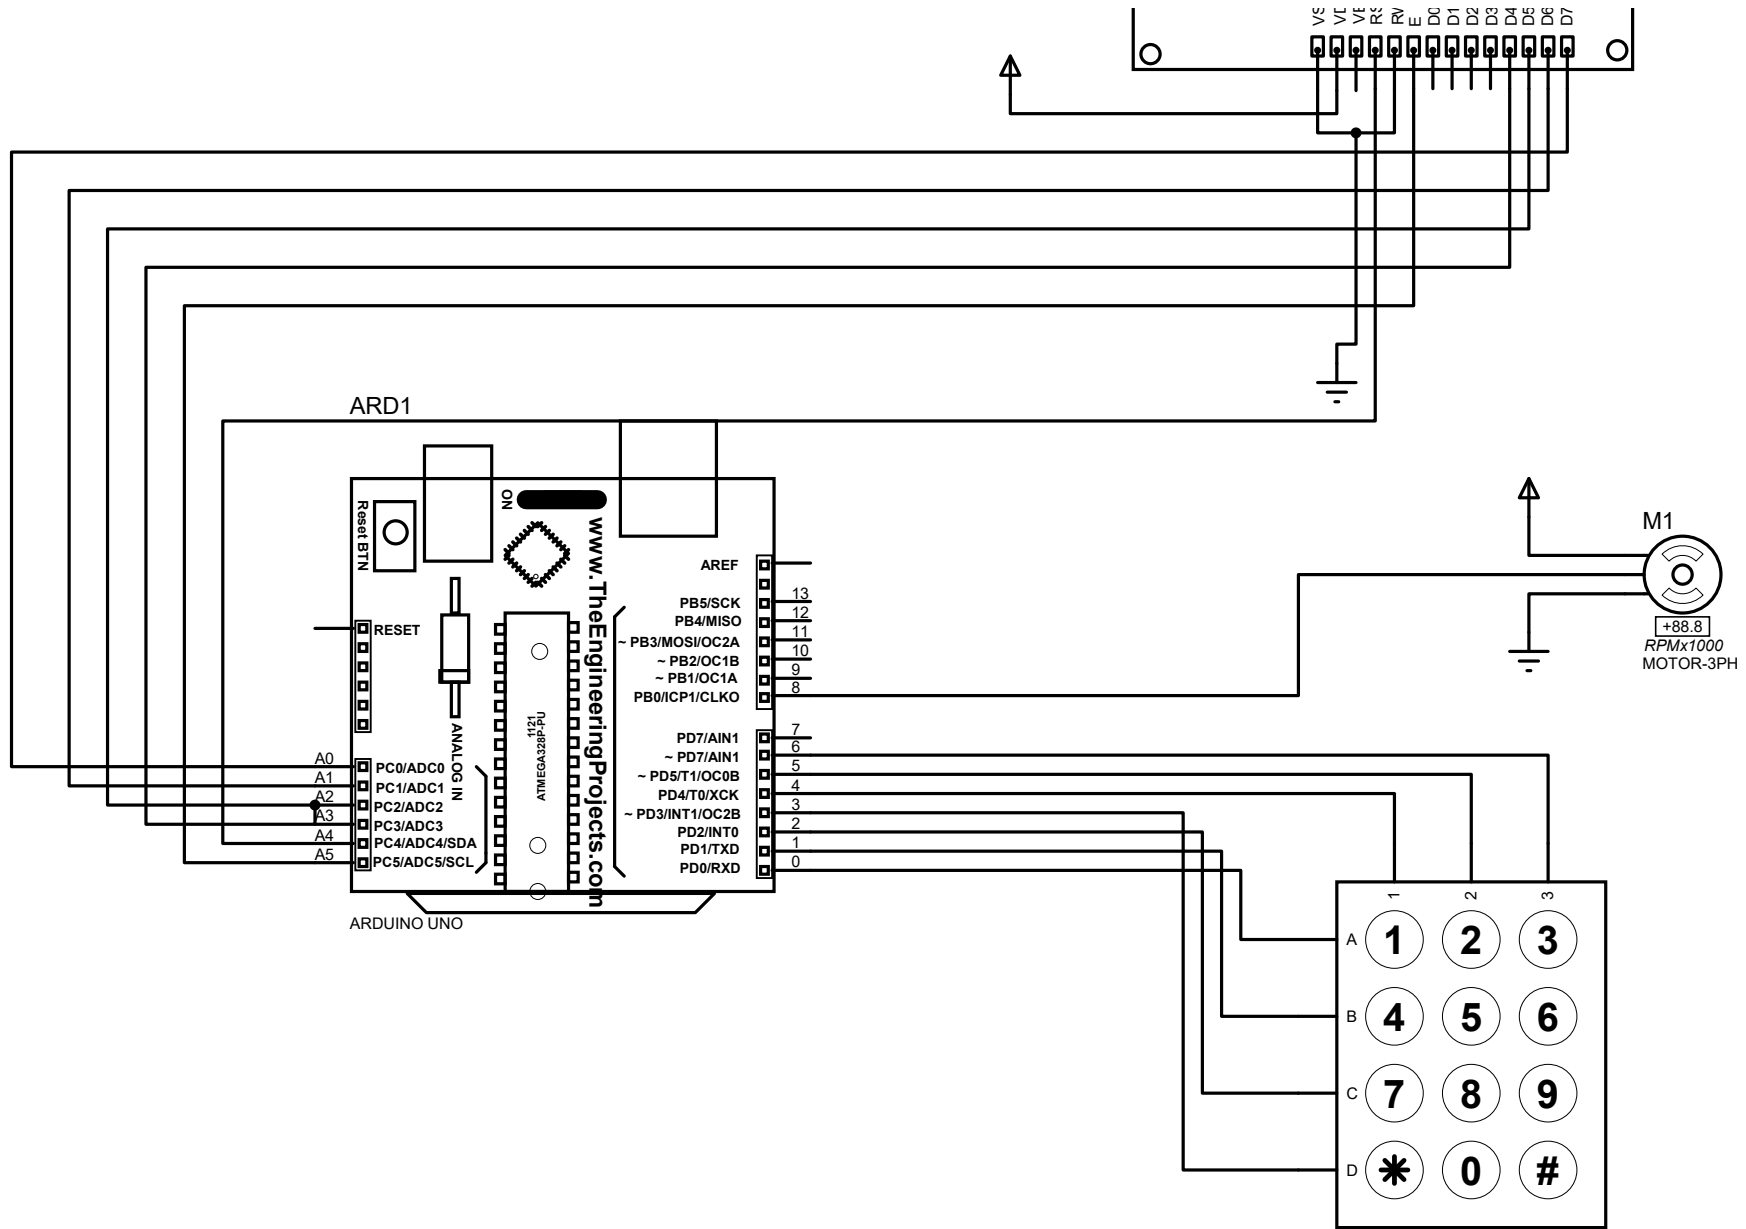 E D0 D1 D2 D3 D4 D5 D6 D7
ARD1
ON
Reset BTN
www.TheEngineeringProjects.com
M1
+88.8
RPMx1000
MOTOR-3PH
RESET
ANALOG IN
1121
ATMEGA328P-PU
AREF
PB5/SCK 13
PB4/MISO 12
~ PB3/MOSI/OC2A 11
~ PB2/OC1B 10
~ PB1/OC1A 9
PB0/ICP1/CLKO 8
PD7/AIN1 7
~ PD7/AIN1 6
~ PD5/T1/OC0B 5
PD4/T0/XCK 4
~ PD3/INT1/OC2B 3
PD2/INT0 2
PD1/TXD 1
PD0/RXD 0
A0 PC0/ADC0
A1 PC1/ADC1
A2 PC2/ADC2
A3 PC3/ADC3
A4 PC4/ADC4/SDA
A5 PC5/ADC5/SCL
ARDUINO UNO
1 2 3
A 1 2 3
B 4 5 6
C 7 8 9
D * 0 #